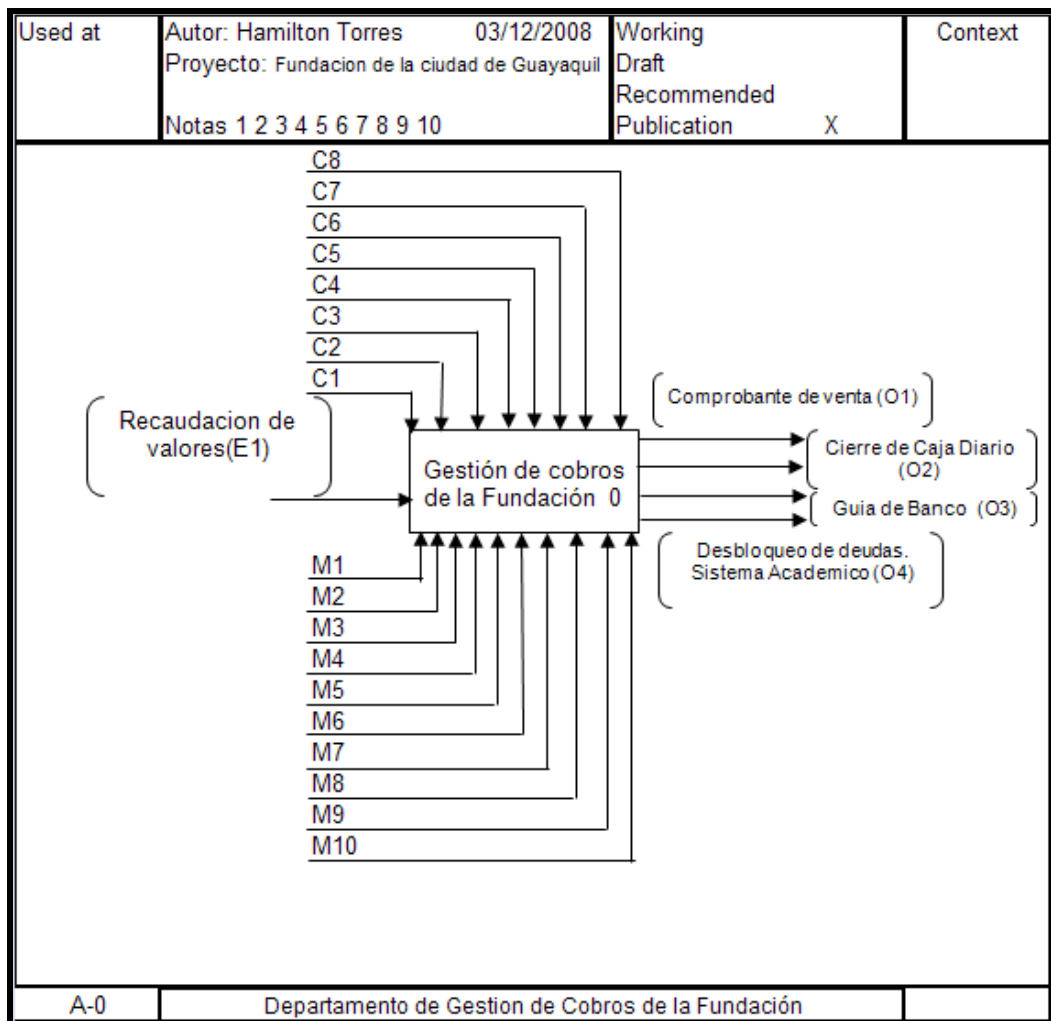 Used at
Autor: Hamilton Torres 03/12/2008
Proyecto: Fundacion de la ciudad de Guayaquil
Notas 1 2 3 4 5 6 7 8 9 10
Working
Draft
Recommended
Publication X
Context
C8
C7
C6
C5
C4
C3
C2
C1
Recaudacion de
valores(E1)
Gestión de cobros
de la Fundación 0
Comprobante de venta (O1)
Cierre de Caja Diario
(O2)
Guia de Banco (O3)
Desbloqueo de deudas.
Sistema Academico (O4)
M1
M2
M3
M4
M5
M6
M7
M8
M9
M10
A-0
Departamento de Gestion de Cobros de la Fundación